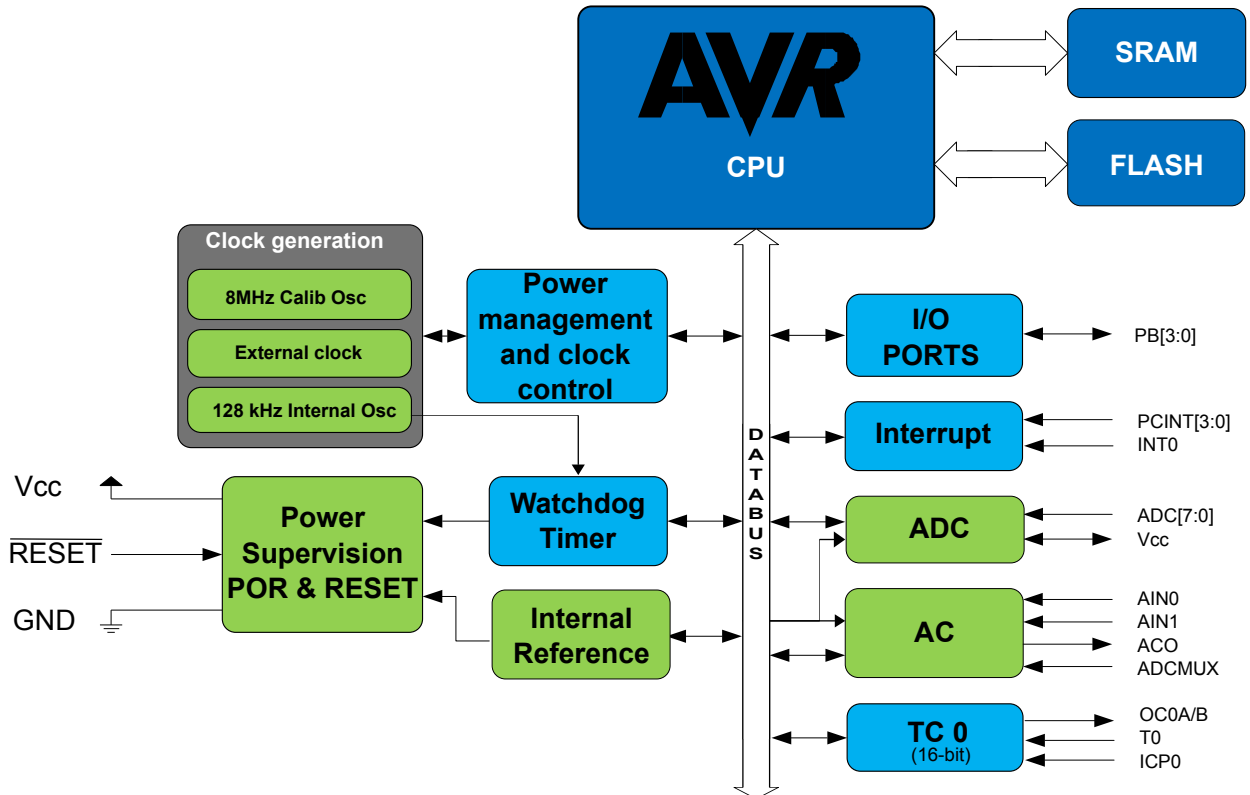 AVR
CPU
SRAM
FLASH
Clock generation
8MHz Calib Osc
External clock
128 kHz Internal Osc
Power
management
and clock
control
I/O
PORTS
PB[3:0]
Interrupt
PCINT[3:0]
INT0
DATABUS
Vcc
RESET
GND
Power
Supervision
POR & RESET
Watchdog
Timer
Internal
Reference
ADC
ADC[7:0]
Vcc
AC
AIN0
AIN1
ACO
ADCMUX
TC 0
(16-bit)
OC0A/B
T0
ICP0